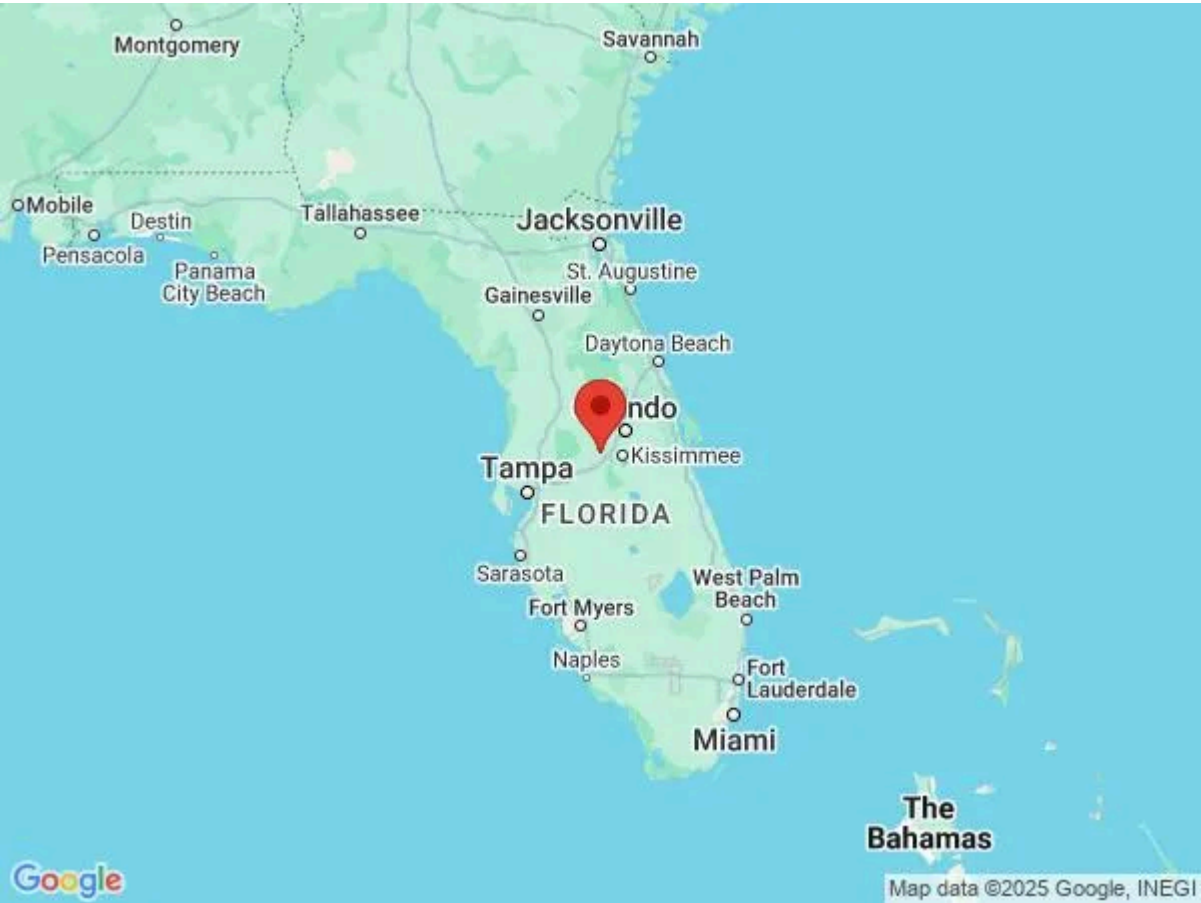 Montgomery
Savannah
Mobile
Destin
Tallahassee
Jacksonville
Pensacola
Panama
City Beach
St. Augustine
Gainesville
Daytona Beach
ndo
Kissimmee
Tampa
FLORIDA
Sarasota
West Palm
Beach
Fort Myers
Naples
Fort
Lauderdale
Miami
The
Bahamas
Google
Map data ©2025 Google, INEGI